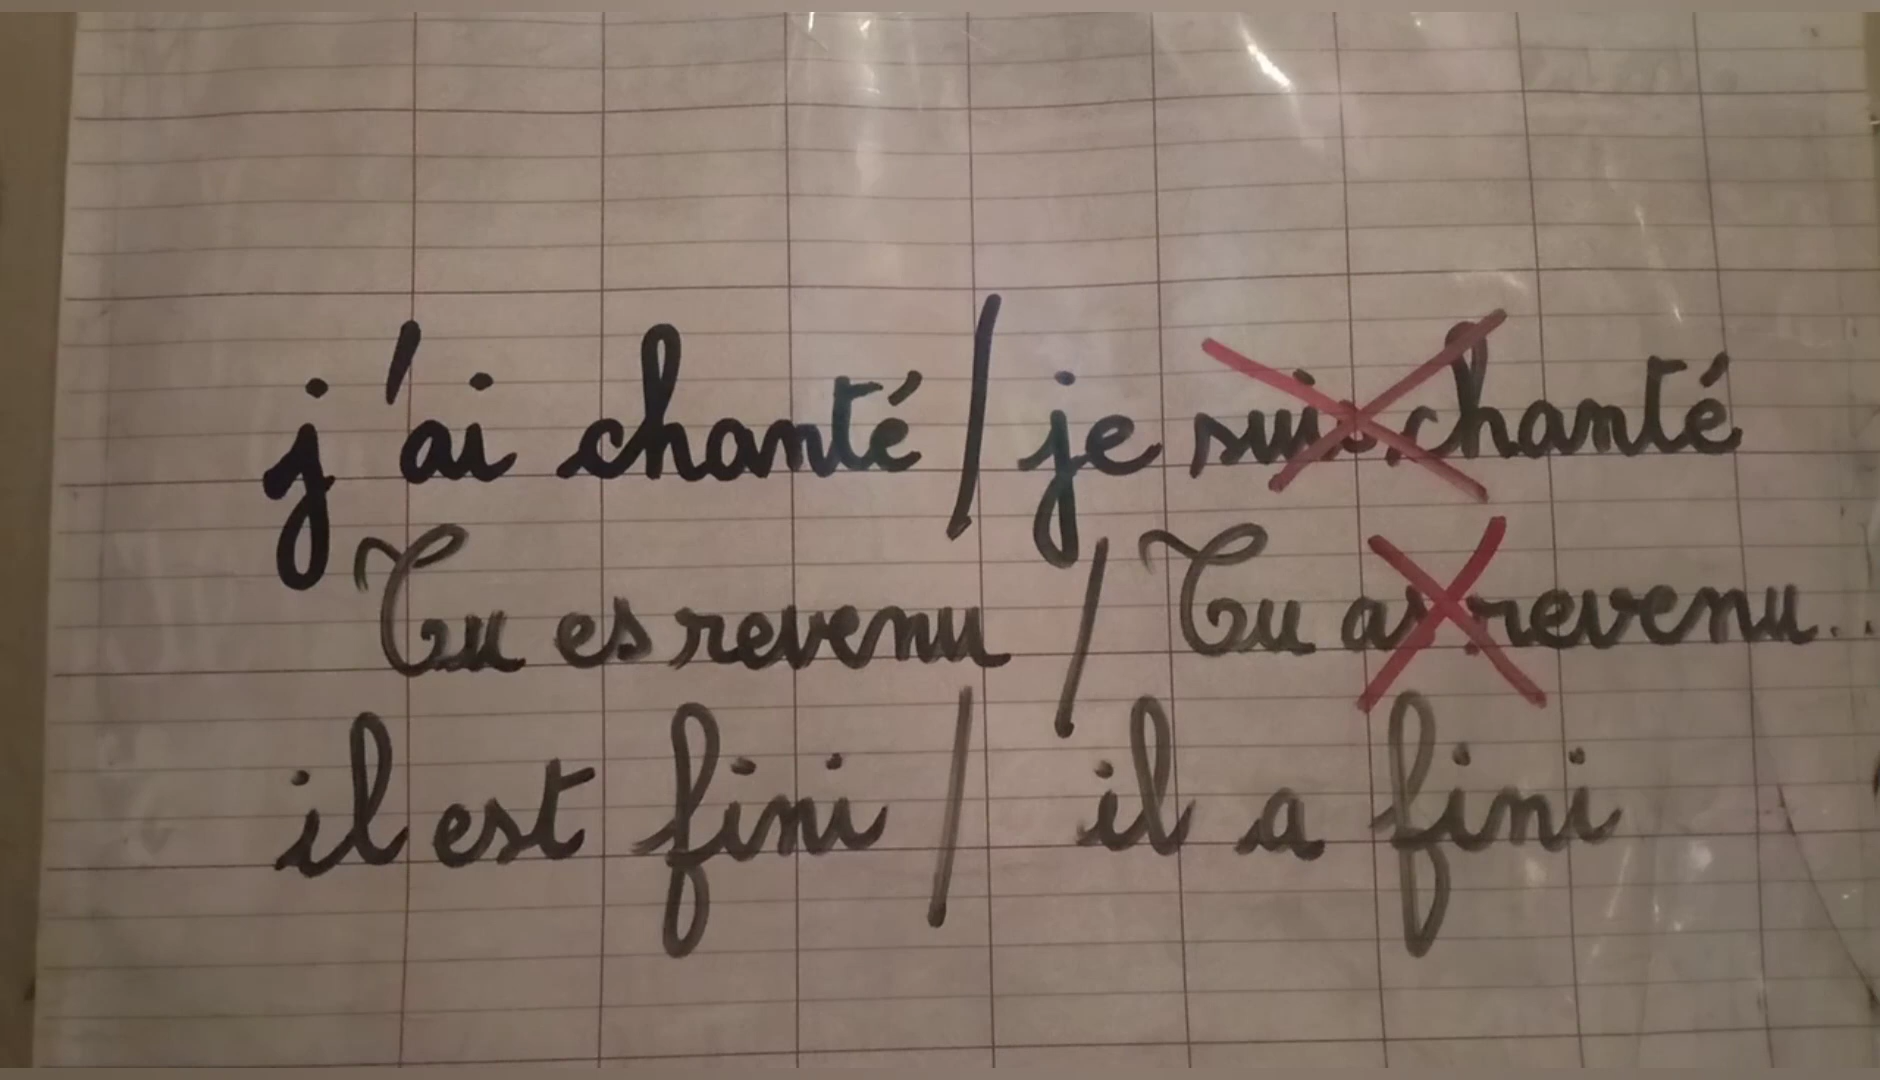 j'ai chanté / je suis chanté
Tu es revenu / Tu as revenu..
il est fini / il a fini